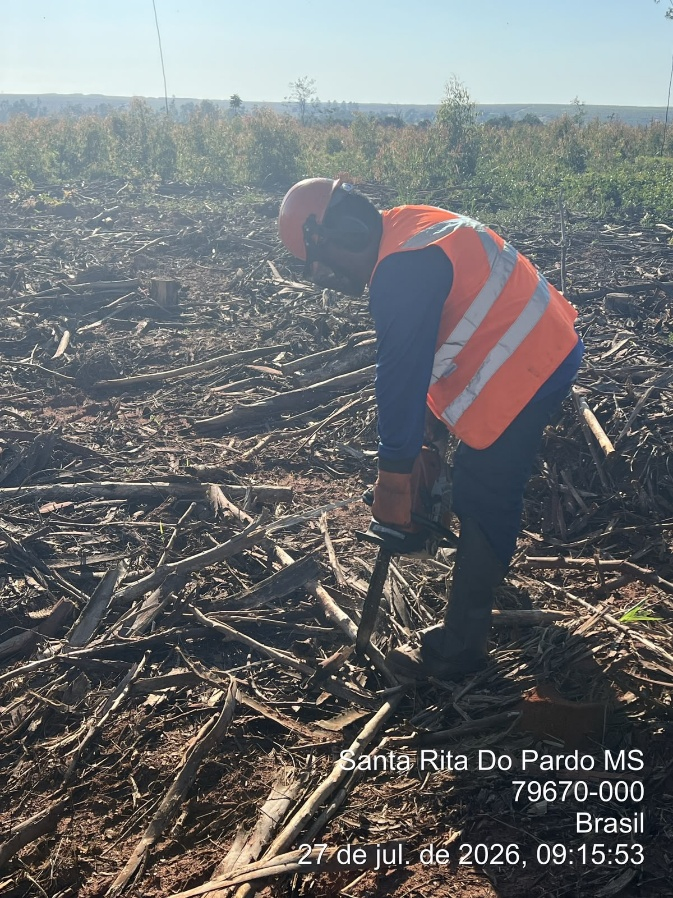 Santa Rita Do Pardo MS
79670-000
Brasil
27 de jul. de 2026, 09:15:53